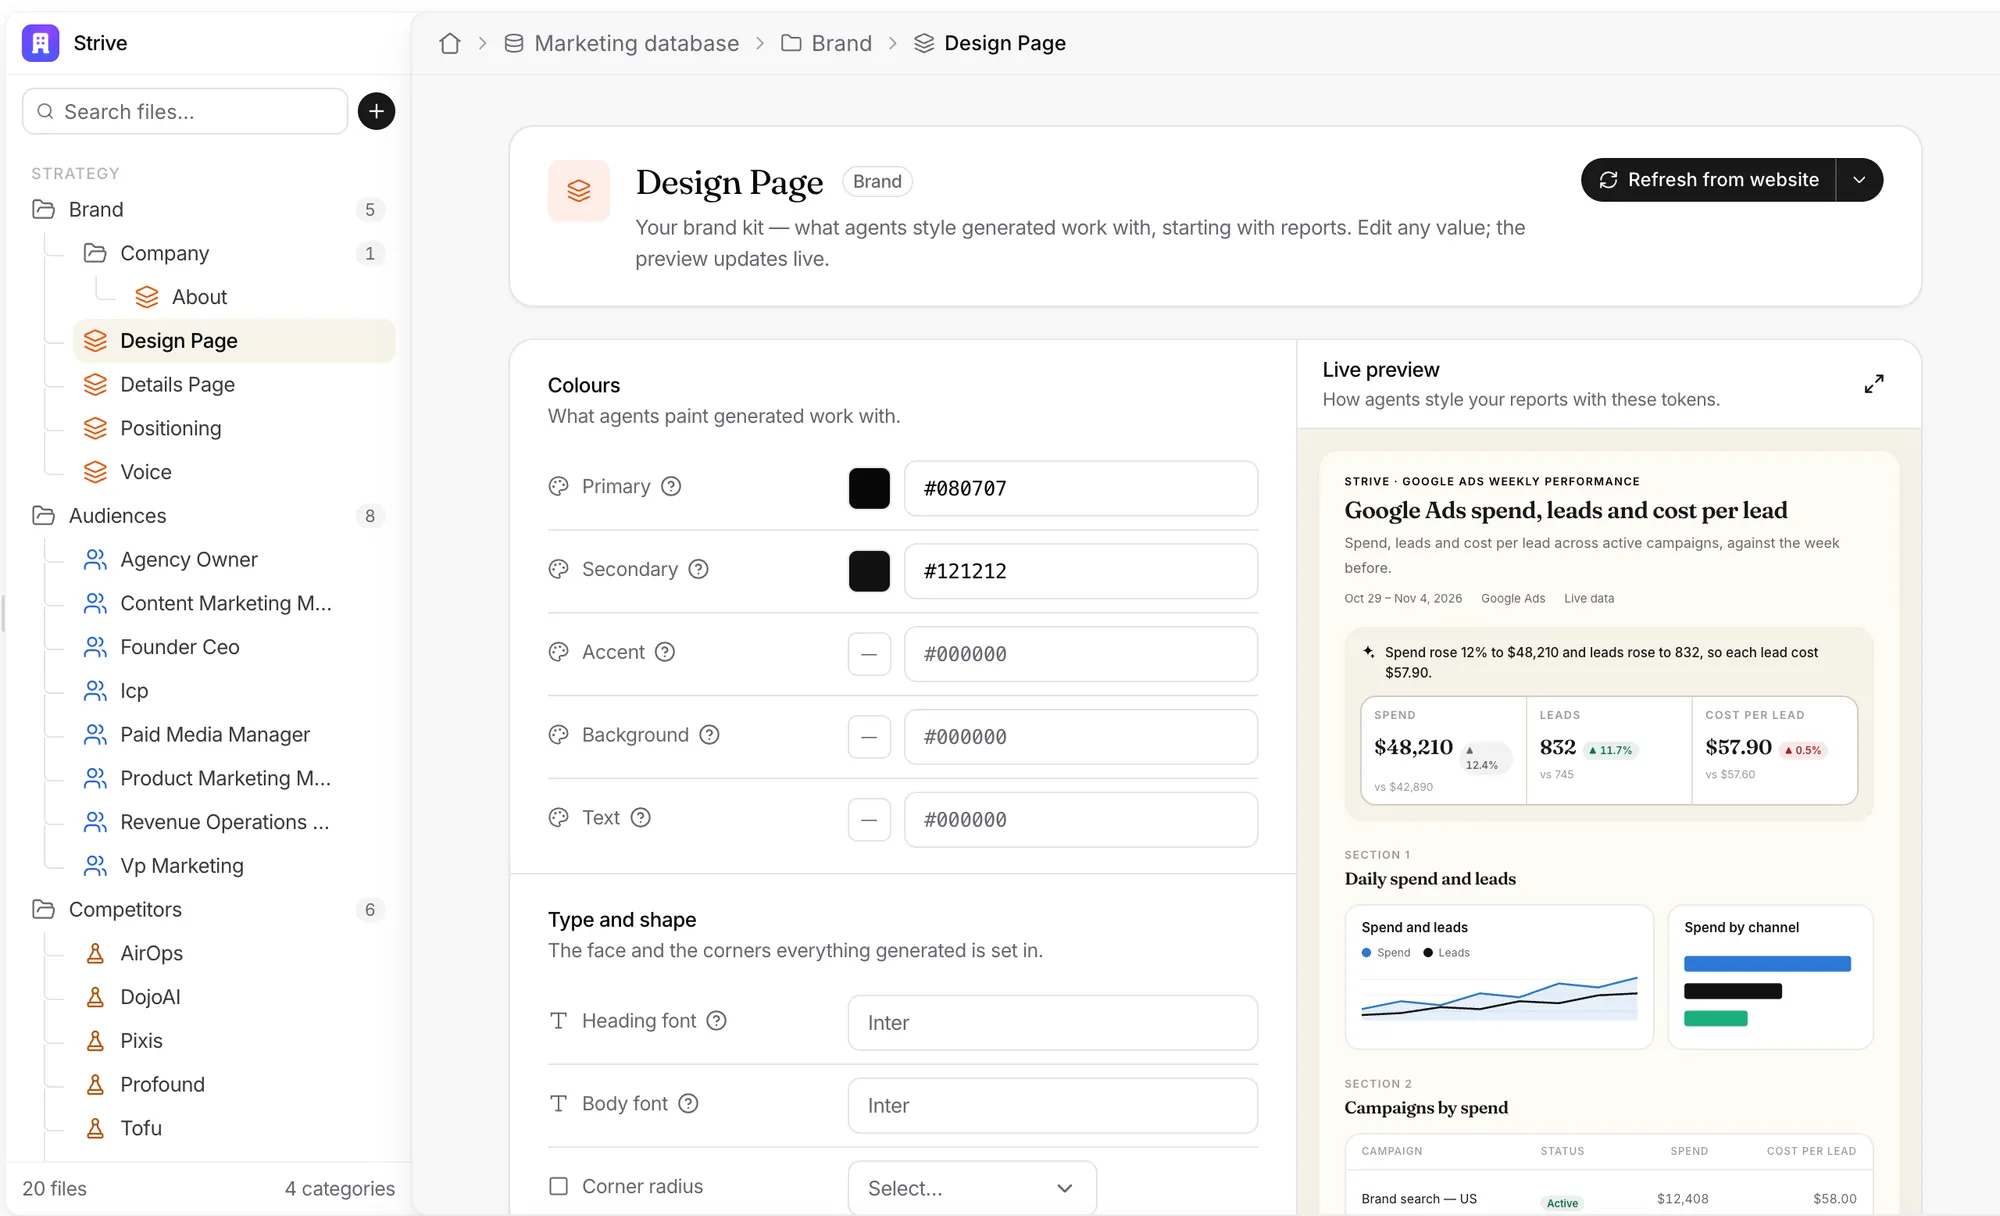 Strive
Search files...
STRATEGY
Brand
5
Company
1
About
Design Page
Details Page
Positioning
Voice
Audiences
8
Agency Owner
Content Marketing M...
Founder Ceo
Icp
Paid Media Manager
Product Marketing M...
Revenue Operations ...
Vp Marketing
Competitors
6
AirOps
DojoAI
Pixis
Profound
Tofu
20 files
4 categories
Marketing database
Brand
Design Page
Design Page
Brand
Your brand kit — what agents style generated work with, starting with reports. Edit any value; the
preview updates live.
Refresh from website
Colours
What agents paint generated work with.
Primary
#080707
Secondary
#121212
Accent
—
#000000
Background
—
#000000
Text
—
#000000
Type and shape
The face and the corners everything generated is set in.
Heading font
Inter
Body font
Inter
Corner radius
Select...
Live preview
How agents style your reports with these tokens.
STRIVE · GOOGLE ADS WEEKLY PERFORMANCE
Google Ads spend, leads and cost per lead
Spend, leads and cost per lead across active campaigns, against the week
before.
Oct 29 – Nov 4, 2026 Google Ads Live data
Spend rose 12% to $48,210 and leads rose to 832, so each lead cost
$57.90.
SPEND
$48,210
▲ 12.4%
vs $42,890
LEADS
832
▲ 11.7%
vs 745
COST PER LEAD
$57.90
▲ 0.5%
vs $57.60
SECTION 1
Daily spend and leads
Spend and leads
Spend Leads
Spend by channel
SECTION 2
Campaigns by spend
CAMPAIGN STATUS SPEND COST PER LEAD
Brand search — US Active $12,408 $58.00